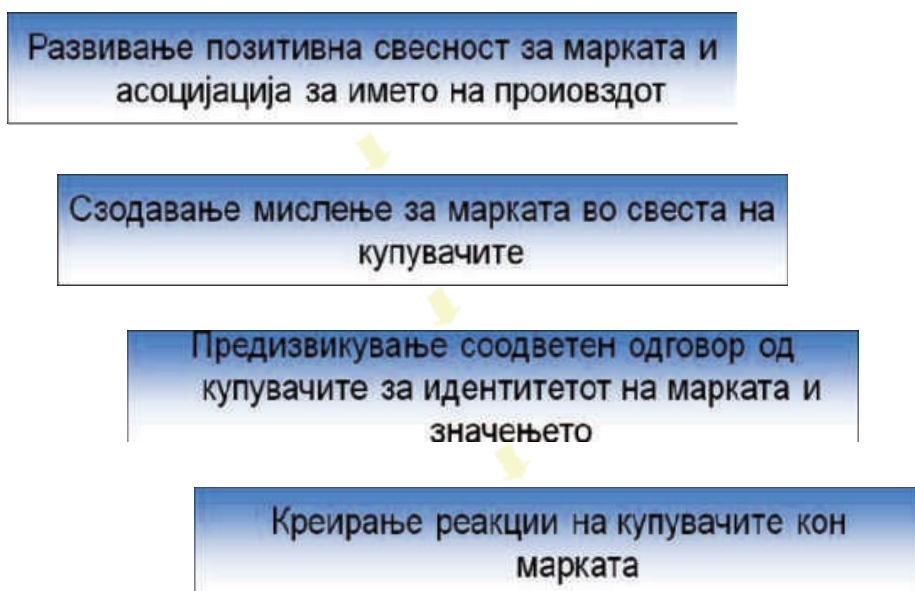 Развивање позитивна свесност за марката и
асоцијација за името на проиовздот
Сзодавање мислење за марката во свеста на
купувачите
Предизвикување соодветен одговор од
купувачите за идентитетот на марката и
значењето
Креирање реакции на купувачите кон
марката